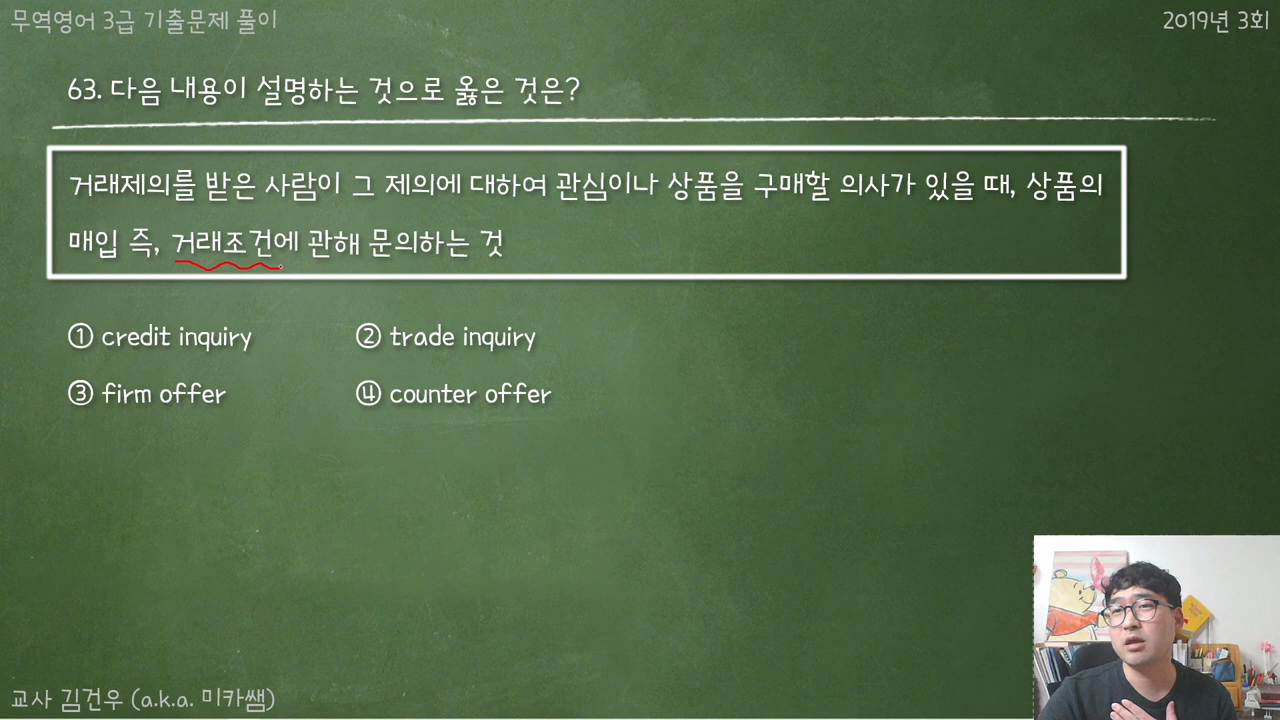 무역영어 3급 기출문제 풀이
2019년 3회
63. 다음 내용이 설명하는 것으로 옳은 것은?
거래제의를 받은 사람이 그 제의에 대하여 관심이나 상품을 구매할 의사가 있을 때, 상품의
매입 즉, 거래조건에 관해 문의하는 것
① credit inquiry
② trade inquiry
③ firm offer
④ counter offer
교사 김건우 (a.k.a. 미카쌤)